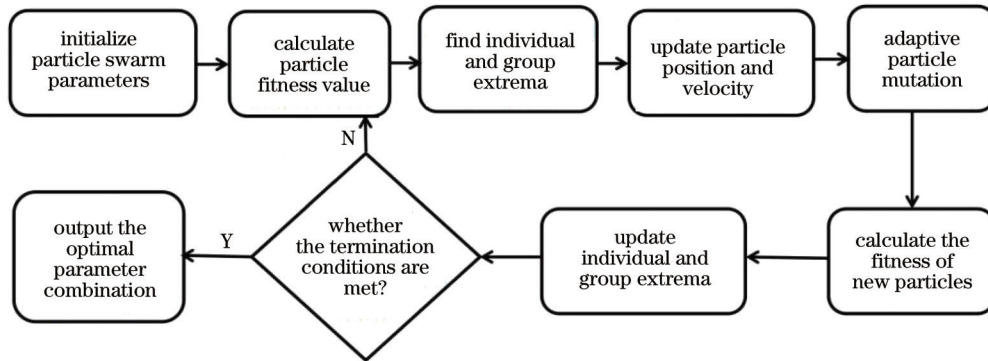 initialize
particle swarm
parameters
calculate
particle
fitness value
find individual
and group
extrema
update particle
position and
velocity
adaptive
particle
mutation
N
output the
optimal
parameter
combination
Y
whether
the termination
conditions are
met?
update
individual and
group extrema
calculate the
fitness of
new particles